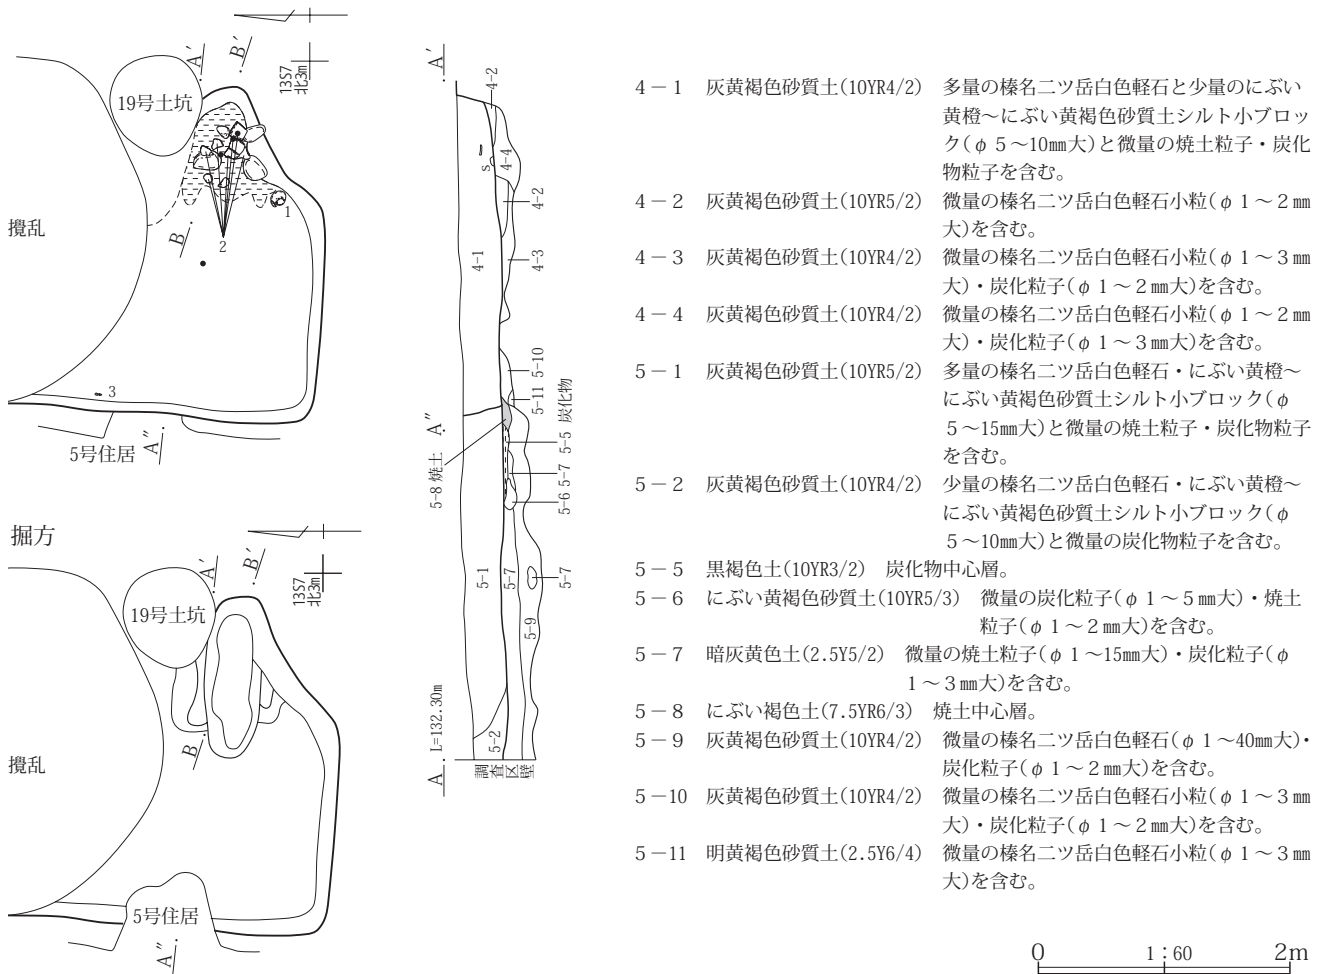 A′
B′
13S7
北3m
19号土坑
1
攪乱
B
2
3
5号住居
A″
掘方
A′
B′
13S7
北3m
19号土坑
B
攪乱
5号住居
A″
A′
4-2
s
4-4
4-2
4-1
4-3
5-10
5-11
炭化物
A″
5-5
5-8 焼土
5-7
5-6
5-1
5-7
5-7
5-9
5-2
A
L=132.30m
調査区壁
4－1　灰黄褐色砂質土(10YR4/2)　多量の榛名二ツ岳白色軽石と少量のにぶい
黄橙～にぶい黄褐色砂質土シルト小ブロッ
ク(φ５～10㎜大)と微量の焼土粒子・炭化
物粒子を含む。
4－2　灰黄褐色砂質土(10YR5/2)　微量の榛名二ツ岳白色軽石小粒(φ１～２㎜
大)を含む。
4－3　灰黄褐色砂質土(10YR4/2)　微量の榛名二ツ岳白色軽石小粒(φ１～３㎜
大)・炭化粒子(φ１～２㎜大)を含む。
4－4　灰黄褐色砂質土(10YR4/2)　微量の榛名二ツ岳白色軽石小粒(φ１～２㎜
大)・炭化粒子(φ１～３㎜大)を含む。
5－1　灰黄褐色砂質土(10YR5/2)　多量の榛名二ツ岳白色軽石・にぶい黄橙～
にぶい黄褐色砂質土シルト小ブロック(φ
５～15㎜大)と微量の焼土粒子・炭化物粒子
を含む。
5－2　灰黄褐色砂質土(10YR4/2)　少量の榛名二ツ岳白色軽石・にぶい黄橙～
にぶい黄褐色砂質土シルト小ブロック(φ
５～10㎜大)と微量の炭化物粒子を含む。
5－5　黒褐色土(10YR3/2)　炭化物中心層。
5－6　にぶい黄褐色砂質土(10YR5/3)　微量の炭化粒子(φ１～５㎜大)・焼土
粒子(φ１～２㎜大)を含む。
5－7　暗灰黄色土(2.5Y5/2)　微量の焼土粒子(φ１～15㎜大)・炭化粒子(φ
１～３㎜大)を含む。
5－8　にぶい褐色土(7.5YR6/3)　焼土中心層。
5－9　灰黄褐色砂質土(10YR4/2)　微量の榛名二ツ岳白色軽石(φ１～40㎜大)・
炭化粒子(φ１～２㎜大)を含む。
5－10　灰黄褐色砂質土(10YR4/2)　微量の榛名二ツ岳白色軽石小粒(φ１～３㎜
大)・炭化粒子(φ１～２㎜大)を含む。
5－11　明黄褐色砂質土(2.5Y6/4)　微量の榛名二ツ岳白色軽石小粒(φ１～３㎜
大)を含む。
0　1：60　2m